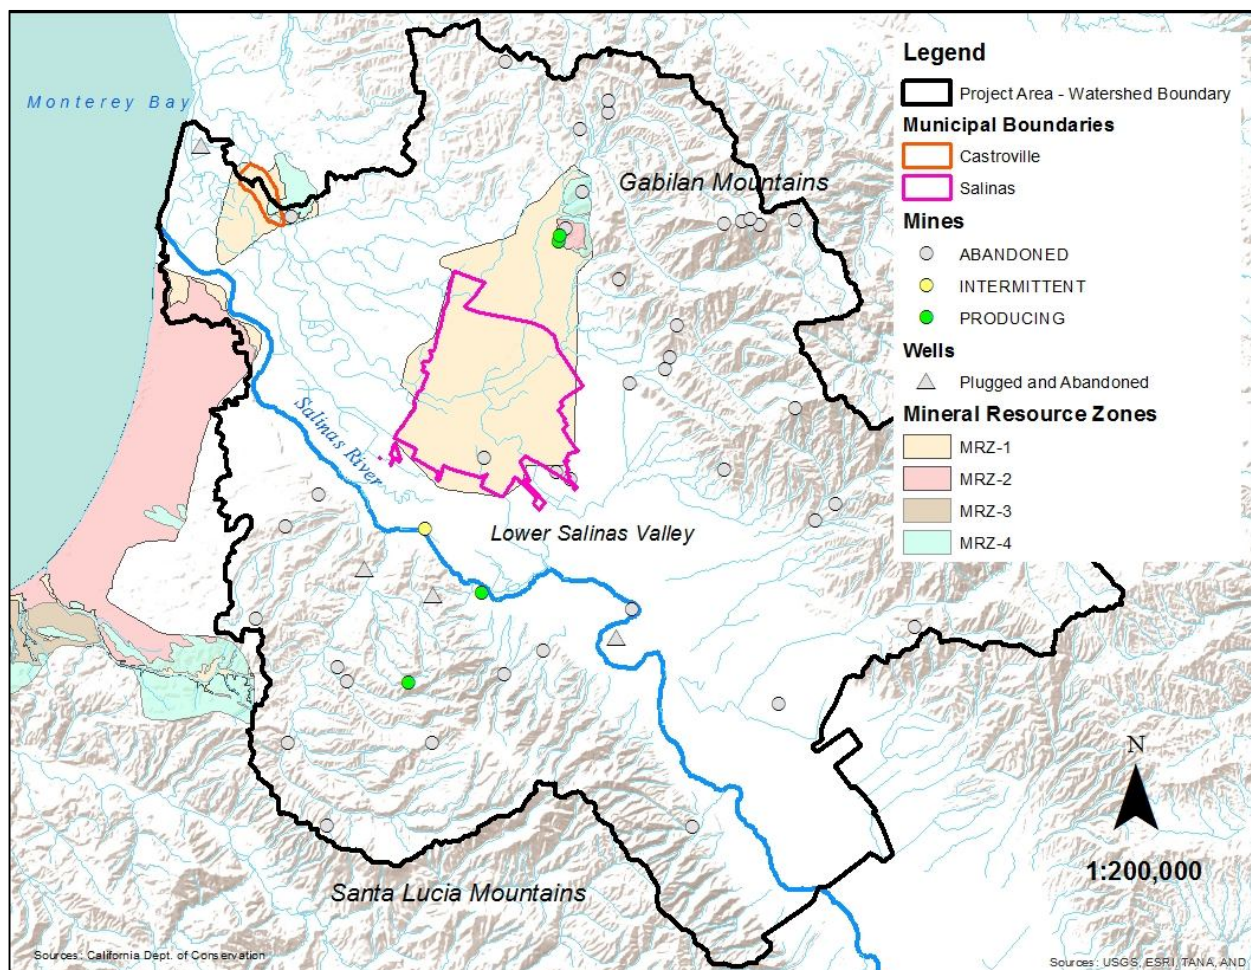 Monterey Bay
Gabilan Mountains
Salinas River
Lower Salinas Valley
Santa Lucia Mountains
Legend
Project Area - Watershed Boundary
Municipal Boundaries
Castroville
Salinas
Mines
ABANDONED
INTERMITTENT
PRODUCING
Wells
Plugged and Abandoned
Mineral Resource Zones
MRZ-1
MRZ-2
MRZ-3
MRZ-4
N
1:200,000
Sources: California Dept. of Conservation
Sources: USGS, ESRI, TANA, AND